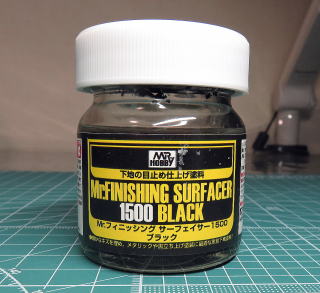 MR
HOBBY
下地の目止め仕上げ塗料
Mr.FINISHING SURFACER
1500 BLACK
Mr.フィニッシング サーフェイサー1500
ブラック